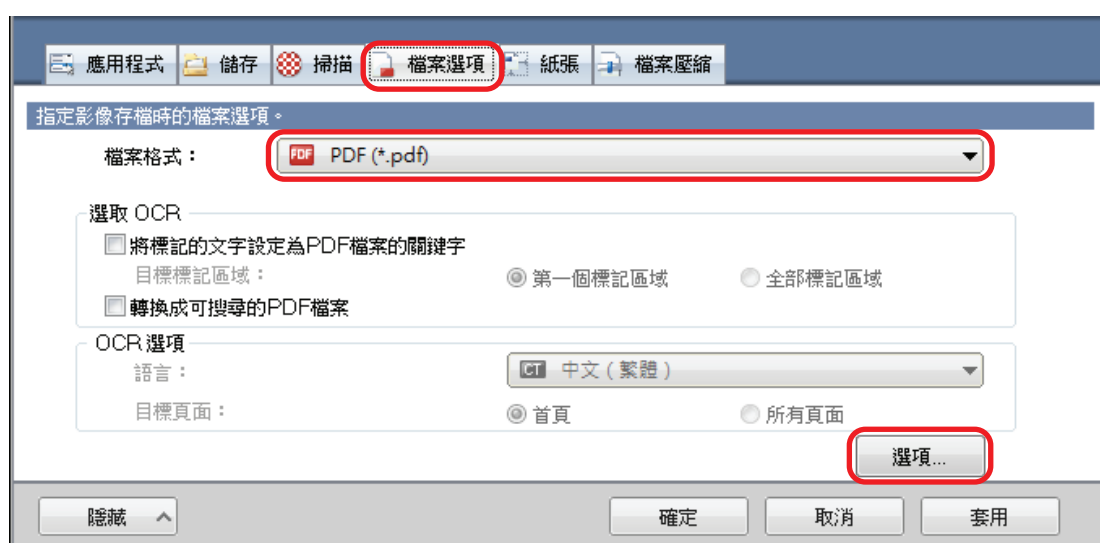 應用程式 儲存 掃描 檔案選項 紙張 檔案壓縮
指定影像存檔時的檔案選項。
檔案格式： PDF PDF (*.pdf)
選取 OCR
將標記的文字設定為PDF檔案的關鍵字
目標標記區域： 第一個標記區域 全部標記區域
轉換成可搜尋的PDF檔案
OCR 選項
語言： CT 中文（繁體）
目標頁面： 首頁 所有頁面
選項...
隱藏 確定 取消 套用